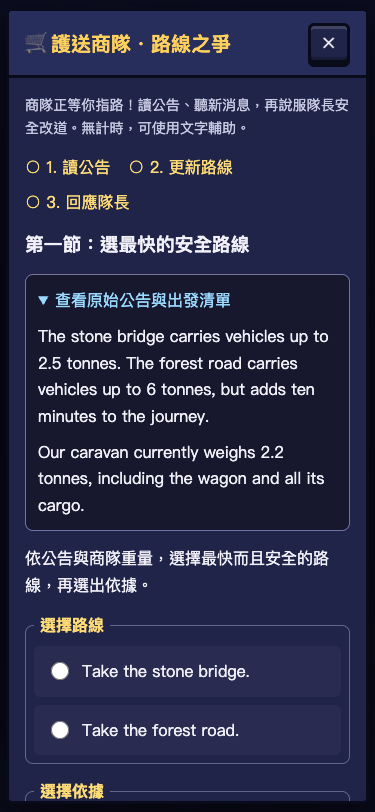 護送商隊・路線之爭
×
商隊正等你指路！讀公告、聽新消息，再說服隊長安
全改道。無計時，可使用文字輔助。
○ 1. 讀公告 ○ 2. 更新路線
○ 3. 回應隊長
第一節：選最快的安全路線
▼ 查看原始公告與出發清單
The stone bridge carries vehicles up to
2.5 tonnes. The forest road carries
vehicles up to 6 tonnes, but adds ten
minutes to the journey.
Our caravan currently weighs 2.2
tonnes, including the wagon and all its
cargo.
依公告與商隊重量，選擇最快而且安全的路
線，再選出依據。
選擇路線
Take the stone bridge.
Take the forest road.
選擇依據